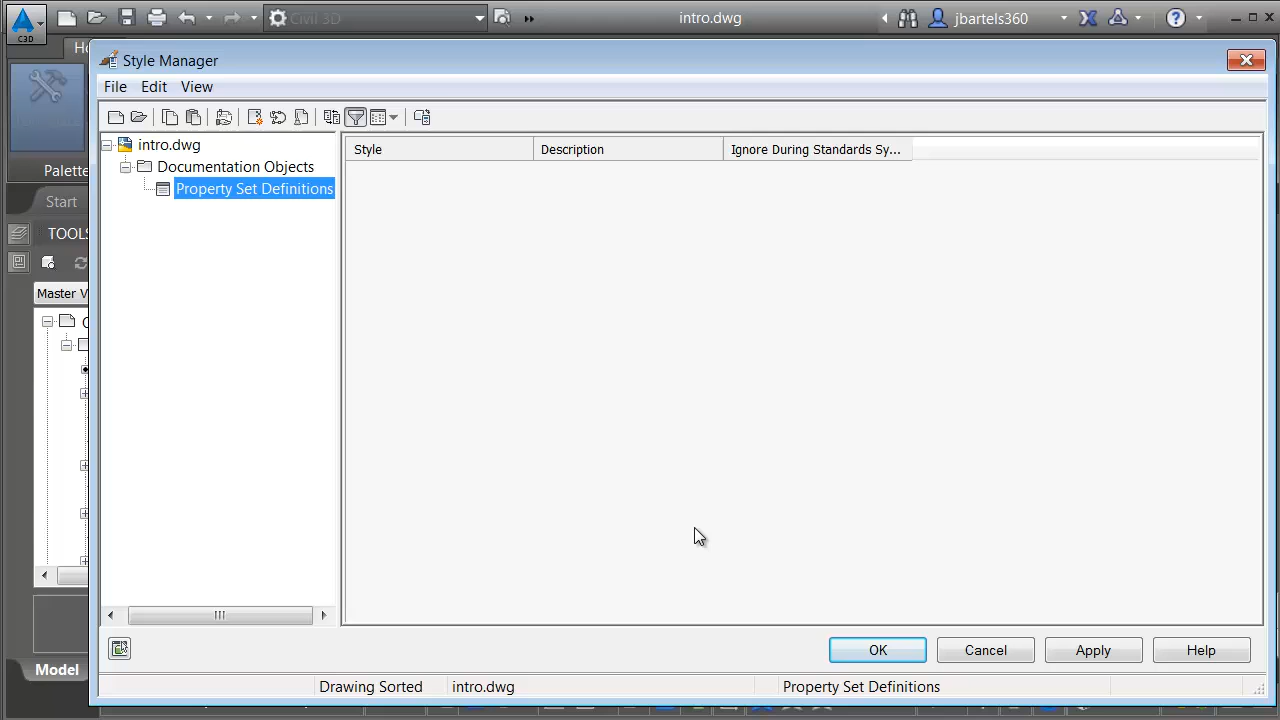 C3D
Civil 3D
intro.dwg
jbartels360
Style Manager
File Edit View
Palette
Start
TOOLS
Master V
intro.dwg
Documentation Objects
Property Set Definitions
Style Description Ignore During Standards Sy...
OK Cancel Apply Help
Model
Drawing Sorted intro.dwg Property Set Definitions